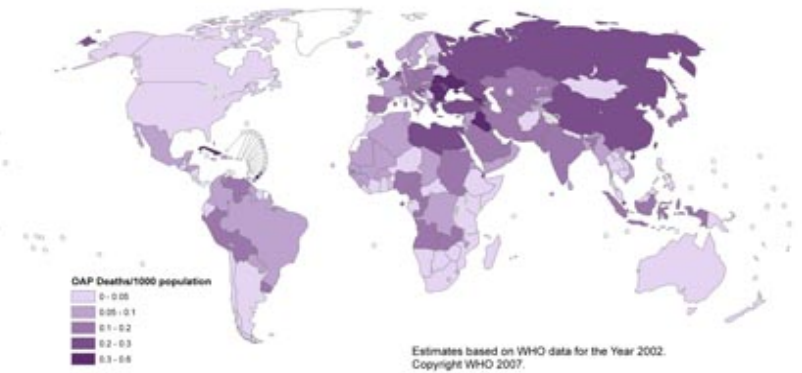 OAP Deaths/1000 population
0 - 0.05
0.05 - 0.1
0.1 - 0.2
0.2 - 0.3
0.3 - 0.6
Estimates based on WHO data for the Year 2002.
Copyright WHO 2007.